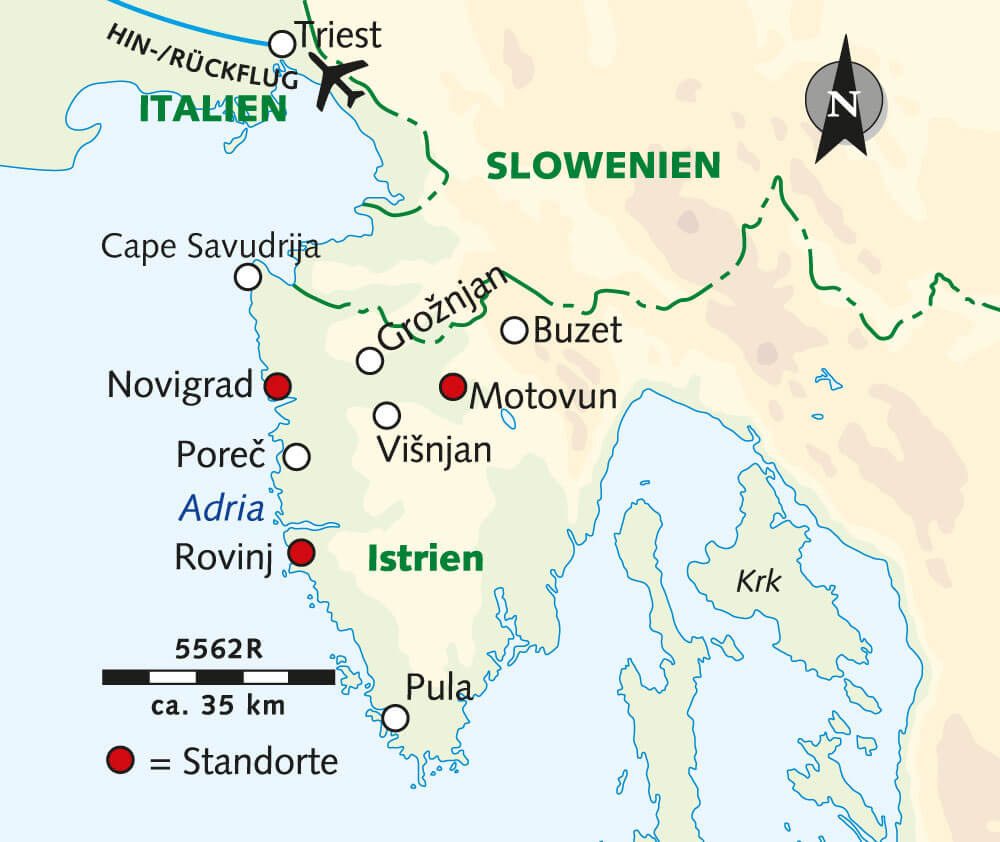 Triest
HIN-/RÜCKFLUG
ITALIEN
N
SLOWENIEN
Cape Savudrija
Grožnjan
Buzet
Novigrad
Motovun
Višnjan
Poreč
Adria
Rovinj
Istrien
Krk
5562R
ca. 35 km
Pula
= Standorte